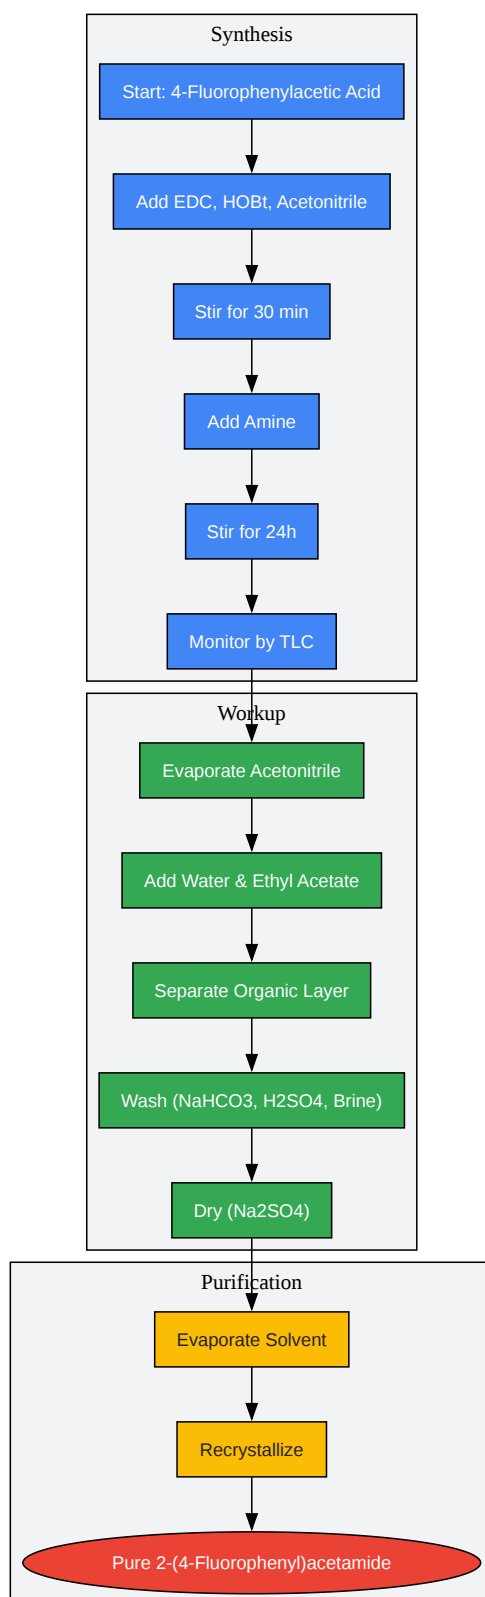 Synthesis
Start: 4-Fluorophenylacetic Acid
Add EDC, HOBt, Acetonitrile
Stir for 30 min
Add Amine
Stir for 24h
Monitor by TLC
Workup
Evaporate Acetonitrile
Add Water & Ethyl Acetate
Separate Organic Layer
Wash (NaHCO3, H2SO4, Brine)
Dry (Na2SO4)
Purification
Evaporate Solvent
Recrystallize
Pure 2-(4-Fluorophenyl)acetamide